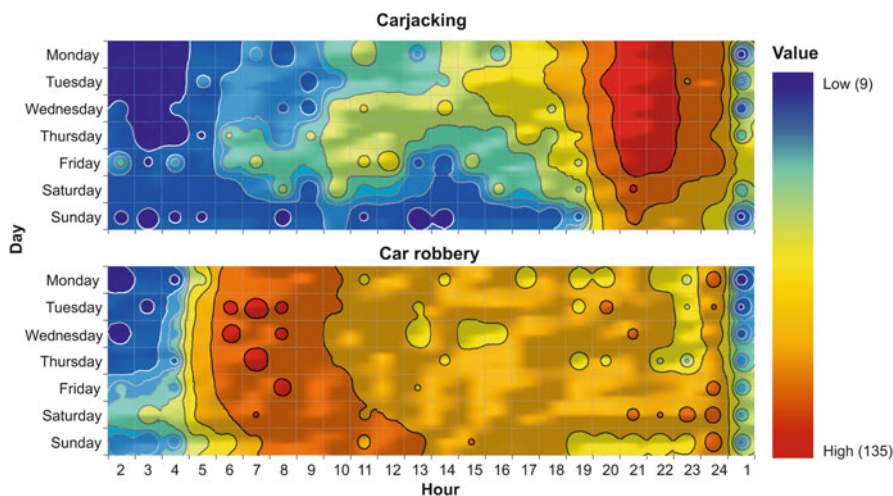 Carjacking
Monday
Tuesday
Wednesday
Thursday
Friday
Saturday
Sunday
Day
Car robbery
Monday
Tuesday
Wednesday
Thursday
Friday
Saturday
Sunday
2 3 4 5 6 7 8 9 10 11 12 13 14 15 16 17 18 19 20 21 22 23 24 1
Hour
Value
Low (9)
High (135)